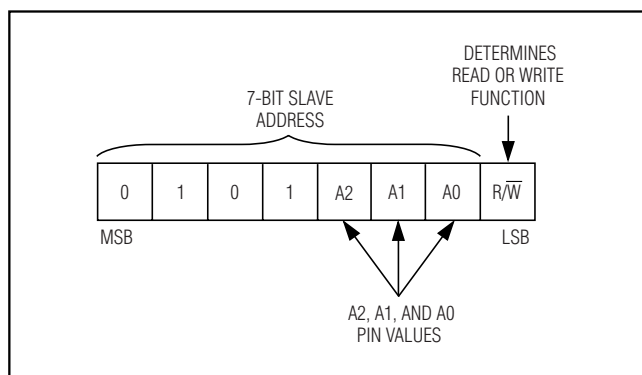 DETERMINES
READ OR WRITE
FUNCTION
7-BIT SLAVE
ADDRESS
0 1 0 1 A2 A1 A0 R/W̅
MSB LSB
A2, A1, AND A0
PIN VALUES